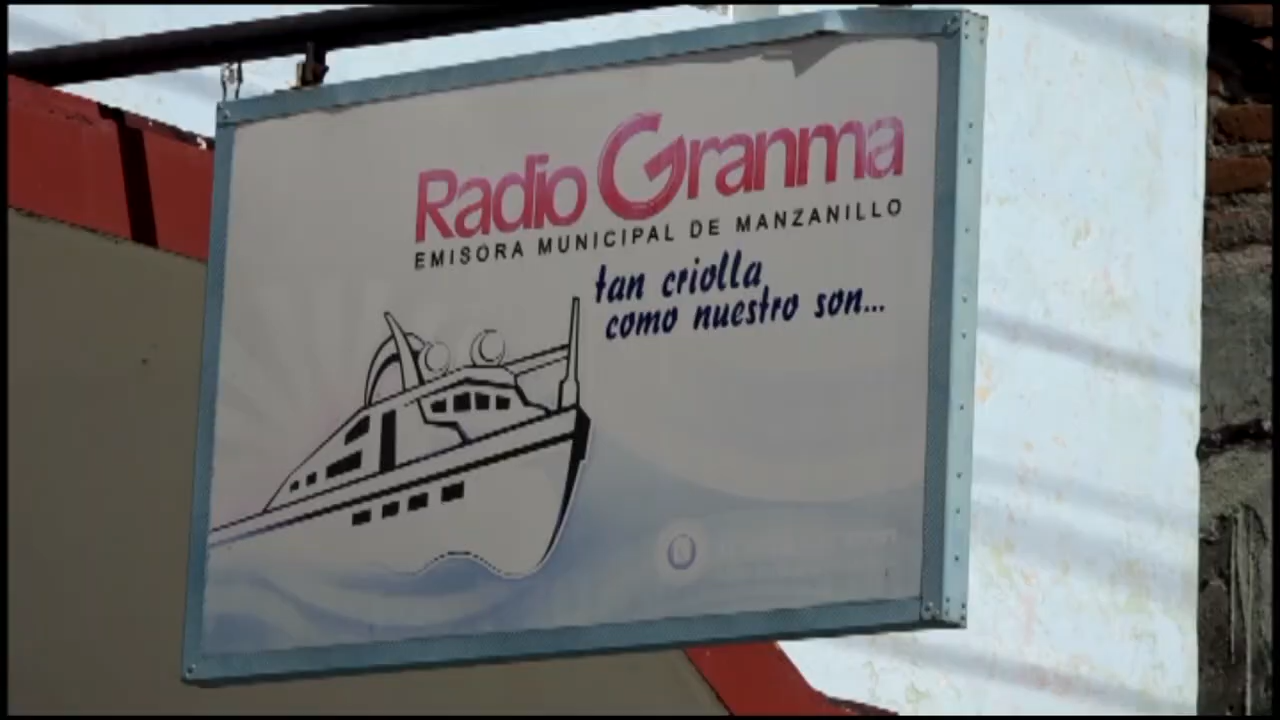 Radio Granma
EMISORA MUNICIPAL DE MANZANILLO
tan criolla
como nuestro son...